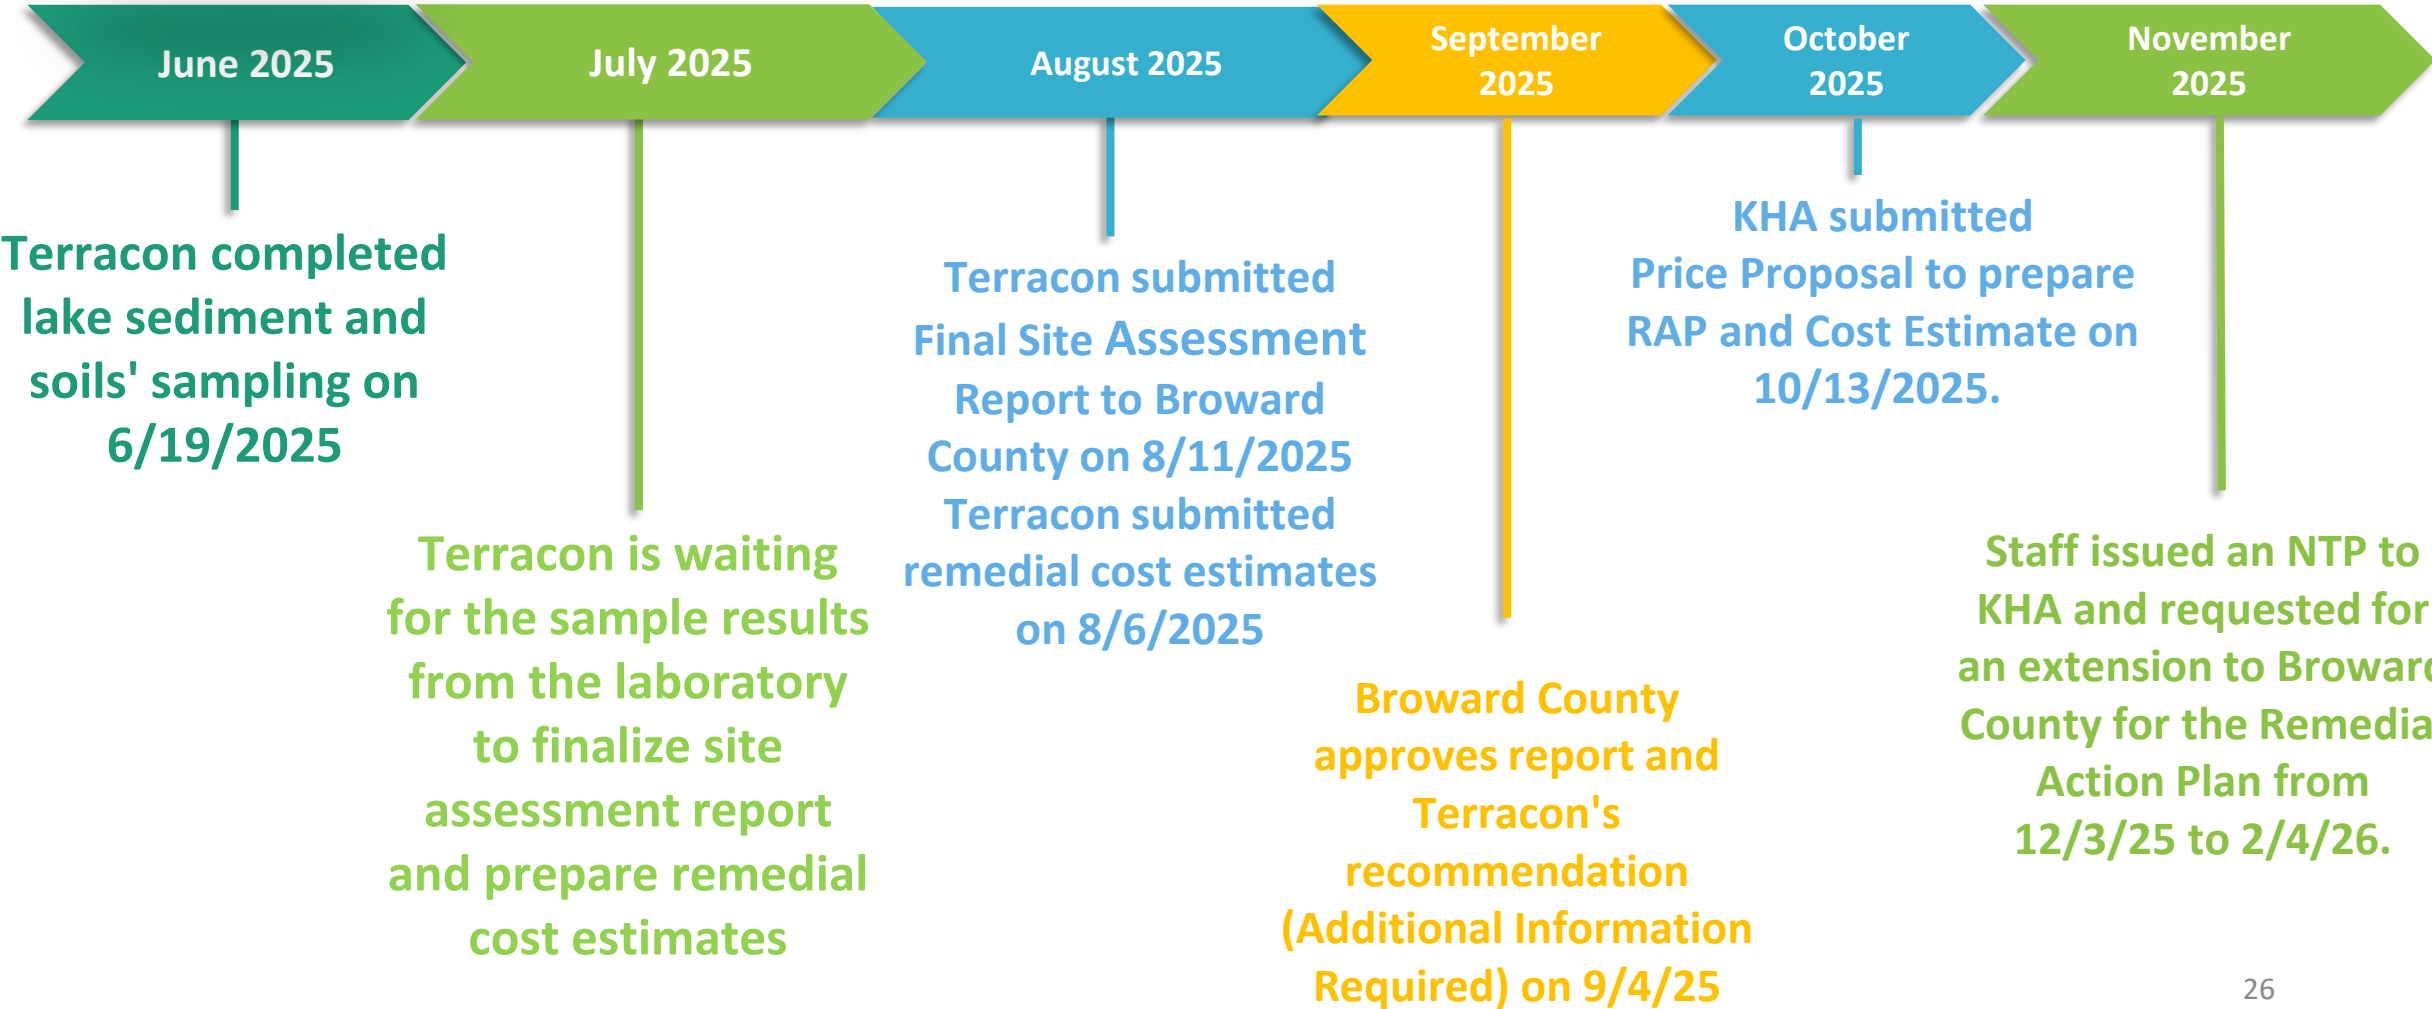 June 2025
July 2025
August 2025
September
2025
October
2025
November
2025
Terracon completed
lake sediment and
soils' sampling on
6/19/2025
Terracon is waiting
for the sample results
from the laboratory
to finalize site
assessment report
and prepare remedial
cost estimates
Terracon submitted
Final Site Assessment
Report to Broward
County on 8/11/2025
Terracon submitted
remedial cost estimates
on 8/6/2025
Broward County
approves report and
Terracon's
recommendation
(Additional Information
Required) on 9/4/25
KHA submitted
Price Proposal to prepare
RAP and Cost Estimate on
10/13/2025.
Staff issued an NTP to
KHA and requested for
an extension to Broward
County for the Remedia
Action Plan from
12/3/25 to 2/4/26.
26